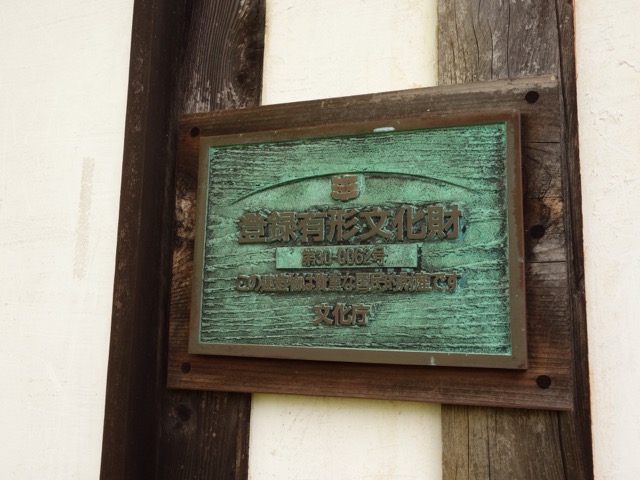 登録有形文化財
第30-0062号
この建造物は貴重な国民的財産です
文化庁